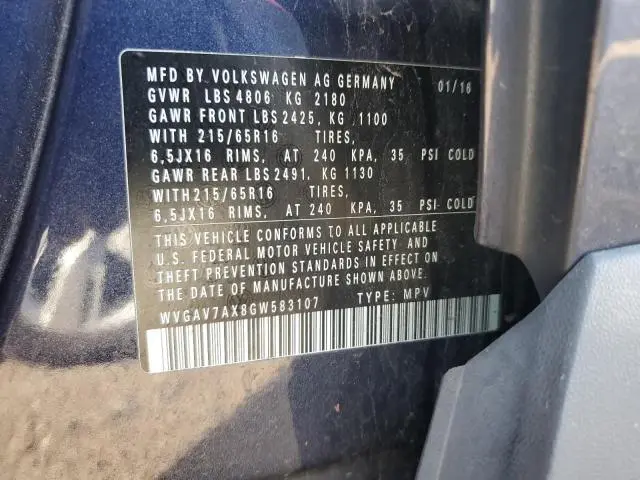 MFD BY VOLKSWAGEN AG GERMANY 01/16
GVWR LBS 4806 KG 2180
GAWR FRONT LBS 2425, KG 1100
WITH 215/65R16 TIRES,
6,5JX16 RIMS, AT 240 KPA, 35 PSI COLD
GAWR REAR LBS 2491, KG 1130
WITH215/65R16 TIRES,
6,5JX16 RIMS, AT 240 KPA, 35 PSI COLD
THIS VEHICLE CONFORMS TO ALL APPLICABLE
U.S. FEDERAL MOTOR VEHICLE SAFETY- AND
THEFT PREVENTION STANDARDS IN EFFECT ON
THE DATE OF MANUFACTURE SHOWN ABOVE.
WVGAV7AX8GW583107 TYPE: MPV